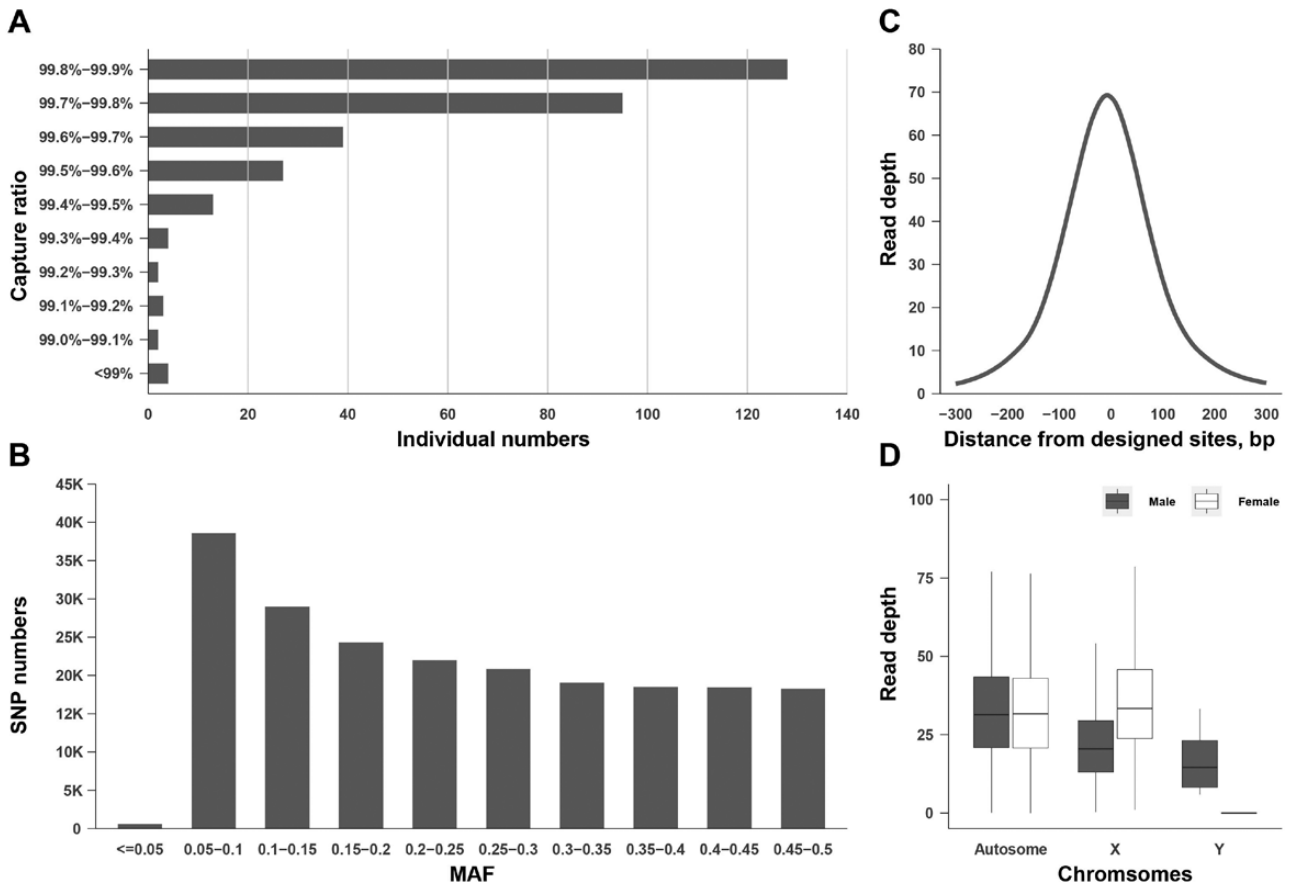 A
Capture ratio
99.8%−99.9%
99.7%−99.8%
99.6%−99.7%
99.5%−99.6%
99.4%−99.5%
99.3%−99.4%
99.2%−99.3%
99.1%−99.2%
99.0%−99.1%
<99%
0 20 40 60 80 100 120 140
Individual numbers
B
SNP numbers
45K
40K
35K
30K
25K
20K
12K
10K
5K
0
<=0.05 0.05−0.1 0.1−0.15 0.15−0.2 0.2−0.25 0.25−0.3 0.3−0.35 0.35−0.4 0.4−0.45 0.45−0.5
MAF
C
Read depth
80
70
60
50
40
30
20
10
0
−300 −200 −100 0 100 200 300
Distance from designed sites, bp
D
Male Female
Read depth
100
75
50
25
0
Autosome X Y
Chromsomes